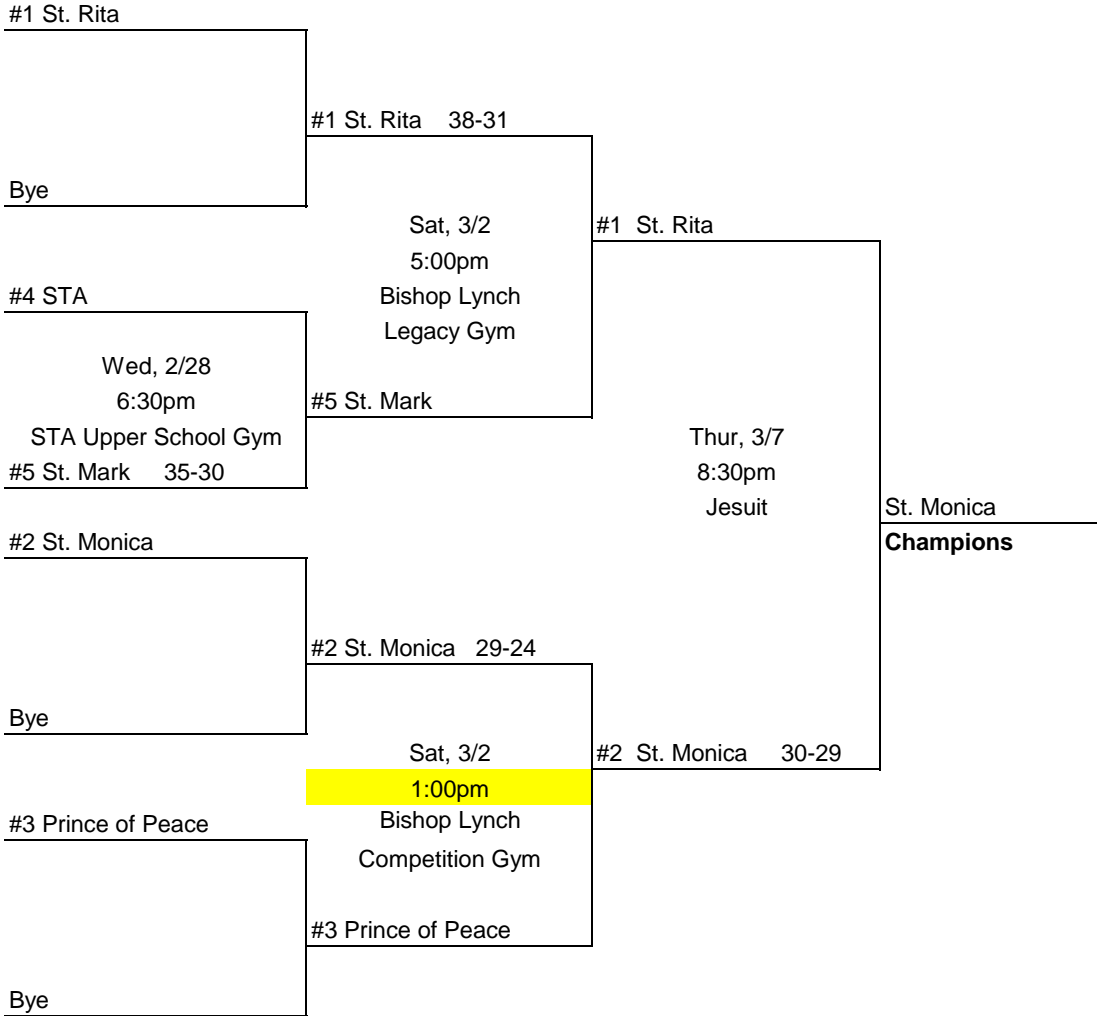 #1 St. Rita
#1 St. Rita 38-31
Bye
Sat, 3/2
5:00pm
Bishop Lynch
Legacy Gym
#1 St. Rita
#4 STA
Wed, 2/28
6:30pm
STA Upper School Gym
#5 St. Mark 35-30
#5 St. Mark
Thur, 3/7
8:30pm
Jesuit
St. Monica
Champions
#2 St. Monica
#2 St. Monica 29-24
Bye
Sat, 3/2
1:00pm
Bishop Lynch
Competition Gym
#2 St. Monica 30-29
#3 Prince of Peace
#3 Prince of Peace
Bye